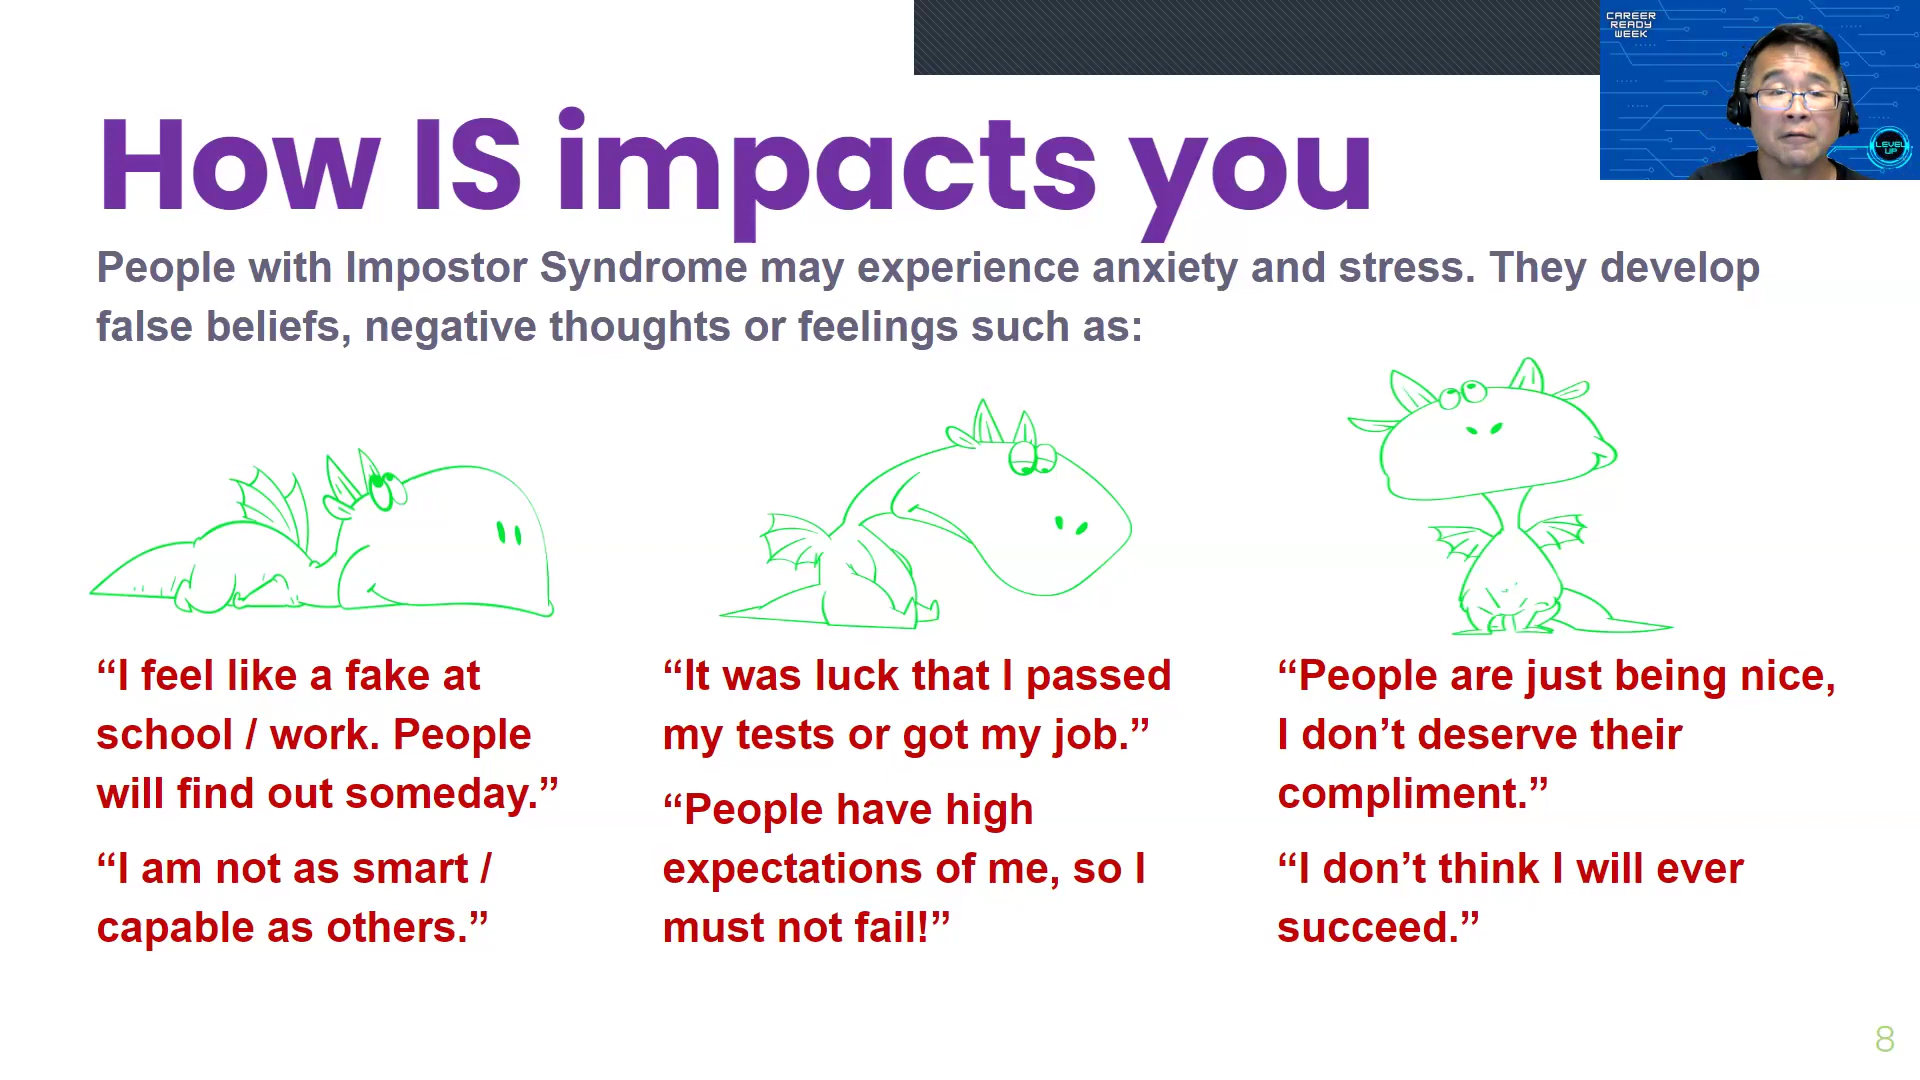 CAREER
READY
WEEK
LEVEL
UP
How IS impacts you
People with Impostor Syndrome may experience anxiety and stress. They develop
false beliefs, negative thoughts or feelings such as:
“I feel like a fake at
school / work. People
will find out someday.”
“I am not as smart /
capable as others.”
“It was luck that I passed
my tests or got my job.”
“People have high
expectations of me, so I
must not fail!”
“People are just being nice,
I don’t deserve their
compliment.”
“I don’t think I will ever
succeed.”
8